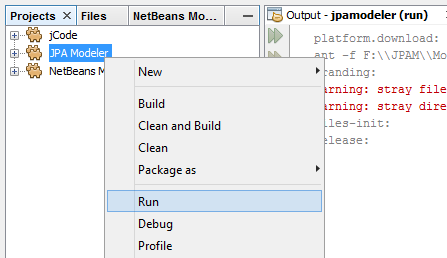 Projects × Files NetBeans Mo...
jCode
JPA Modeler
NetBeans M
New
Build
Clean and Build
Clean
Package as
Run
Debug
Profile
Output - jpamodeler (run)
platform.download:
ant -f F:\\JPAM\\Mo
randing:
arning: stray file
arning: stray dire
iles-init:
elease: